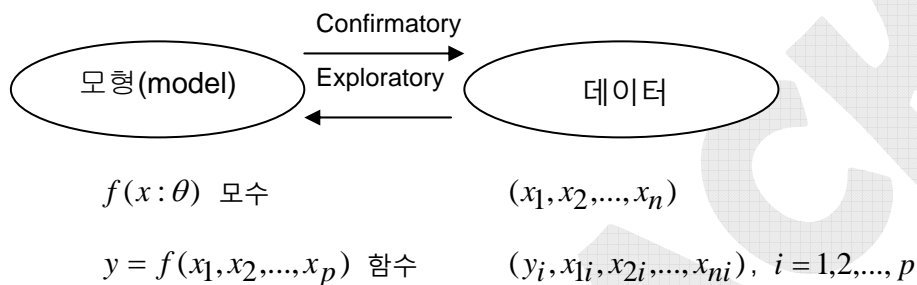 Confirmatory
모형(model)
Exploratory
데이터
f(x : θ) 모수
(x₁, x₂,..., xₙ)
y = f(x₁, x₂,..., xₚ) 함수
(yᵢ, x₁ᵢ, x₂ᵢ,..., xₙᵢ), i = 1,2,..., p